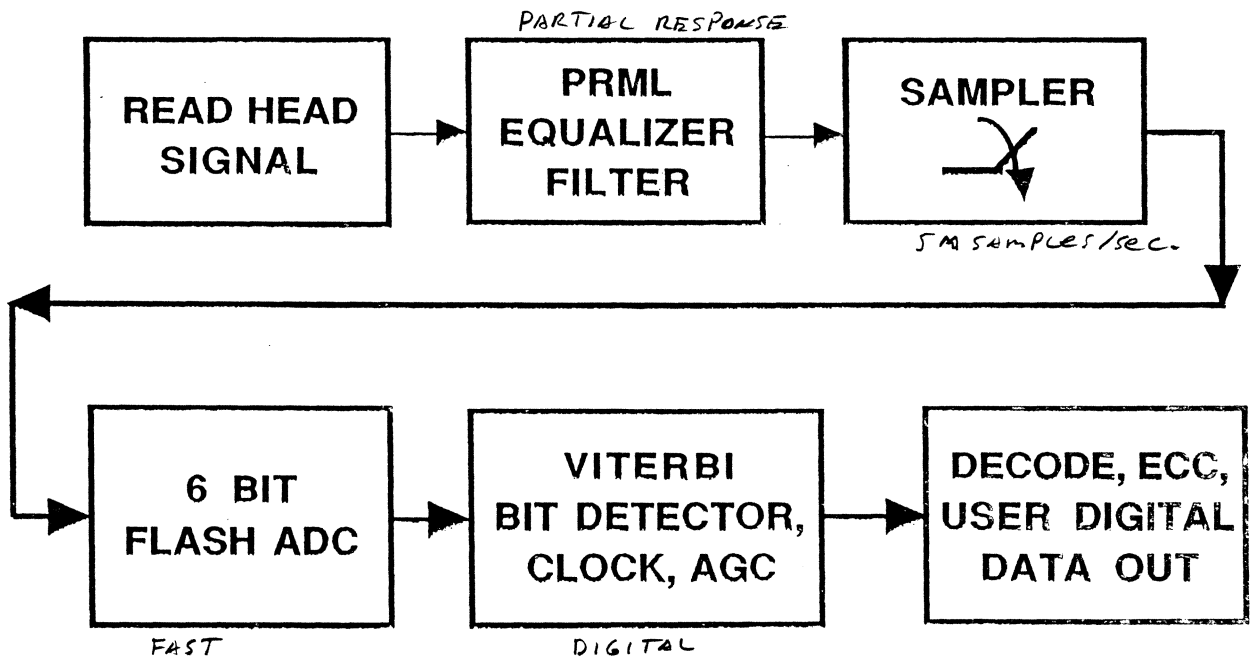 PARTIAL RESPONSE
READ HEAD
SIGNAL
PRML
EQUALIZER
FILTER
SAMPLER
5M SAMPLES/SEC.
6 BIT
FLASH ADC
FAST
VITERBI
BIT DETECTOR,
CLOCK, AGC
DIGITAL
DECODE, ECC,
USER DIGITAL
DATA OUT